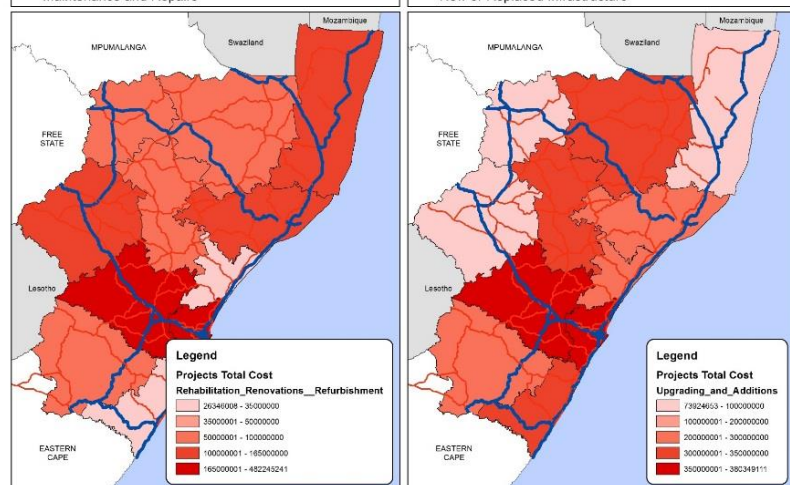 Maintenance and Repairs
Mozambique
MPUMALANGA
Swaziland
FREE
STATE
Lesotho
EASTERN
CAPE
Legend
Projects Total Cost
Rehabilitation_Renovations__Refurbishment
26346008 - 35000000
35000001 - 50000000
50000001 - 100000000
100000001 - 165000000
165000001 - 482245241
New or Replaced Infrastructure
Mozambique
MPUMALANGA
Swaziland
FREE
STATE
Lesotho
EASTERN
CAPE
Legend
Projects Total Cost
Upgrading_and_Additions
73924653 - 100000000
100000001 - 200000000
200000001 - 300000000
300000001 - 350000000
350000001 - 380349111